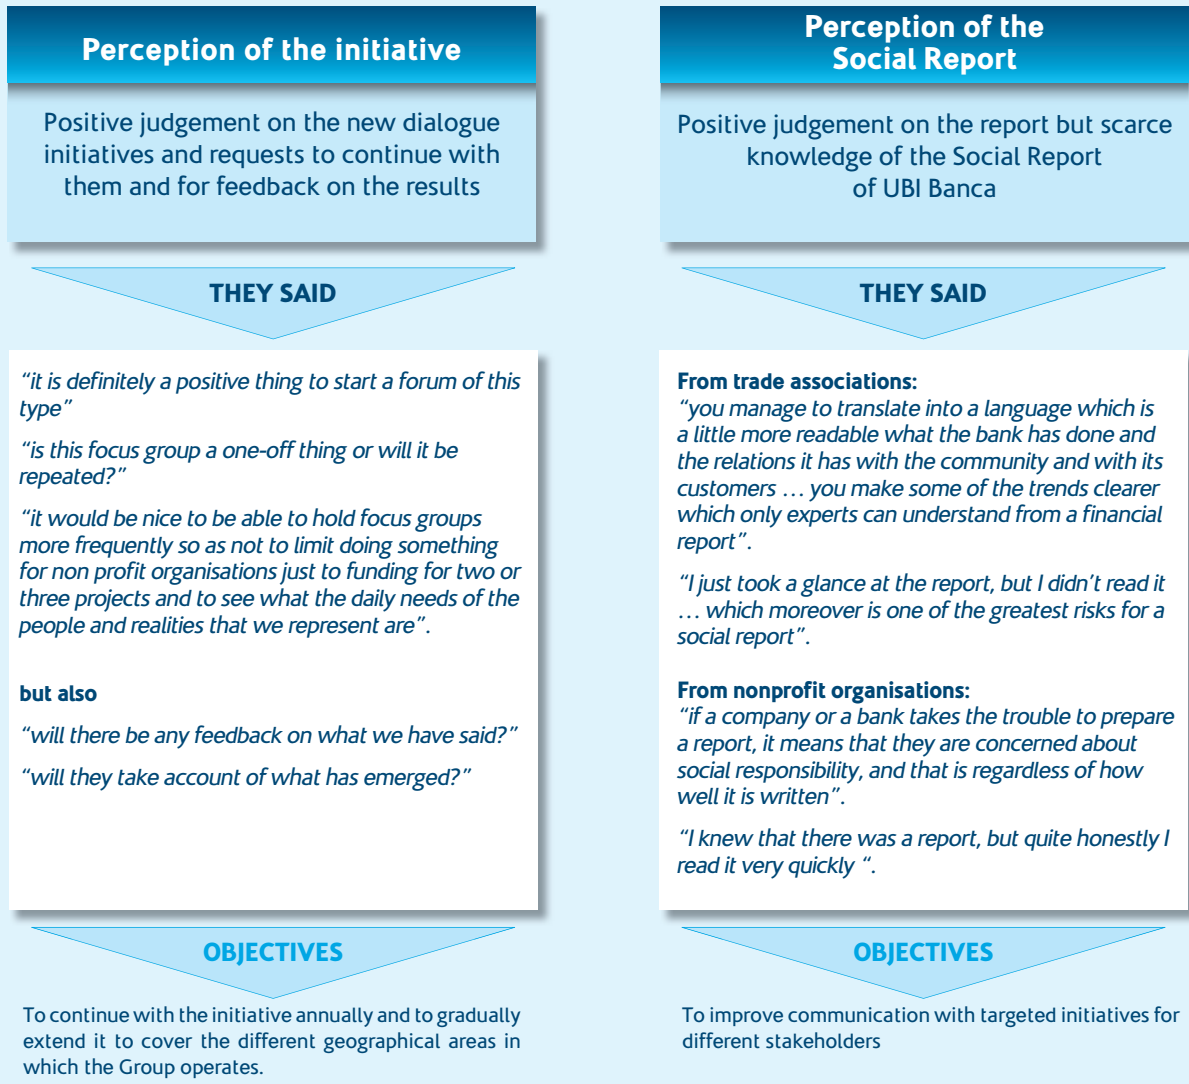 Perception of the initiative
Positive judgement on the new dialogue
initiatives and requests to continue with
them and for feedback on the results
THEY SAID
“it is definitely a positive thing to start a forum of this
type”
“is this focus group a one-off thing or will it be
repeated?”
“it would be nice to be able to hold focus groups
more frequently so as not to limit doing something
for non profit organisations just to funding for two or
three projects and to see what the daily needs of the
people and realities that we represent are”.
but also
“will there be any feedback on what we have said?”
“will they take account of what has emerged?”
OBJECTIVES
To continue with the initiative annually and to gradually
extend it to cover the different geographical areas in
which the Group operates.
Perception of the
Social Report
Positive judgement on the report but scarce
knowledge of the Social Report
of UBI Banca
THEY SAID
From trade associations:
“you manage to translate into a language which is
a little more readable what the bank has done and
the relations it has with the community and with its
customers … you make some of the trends clearer
which only experts can understand from a financial
report”.
“I just took a glance at the report, but I didn’t read it
… which moreover is one of the greatest risks for a
social report”.
From nonprofit organisations:
“if a company or a bank takes the trouble to prepare
a report, it means that they are concerned about
social responsibility, and that is regardless of how
well it is written”.
“I knew that there was a report, but quite honestly I
read it very quickly “.
OBJECTIVES
To improve communication with targeted initiatives for
different stakeholders